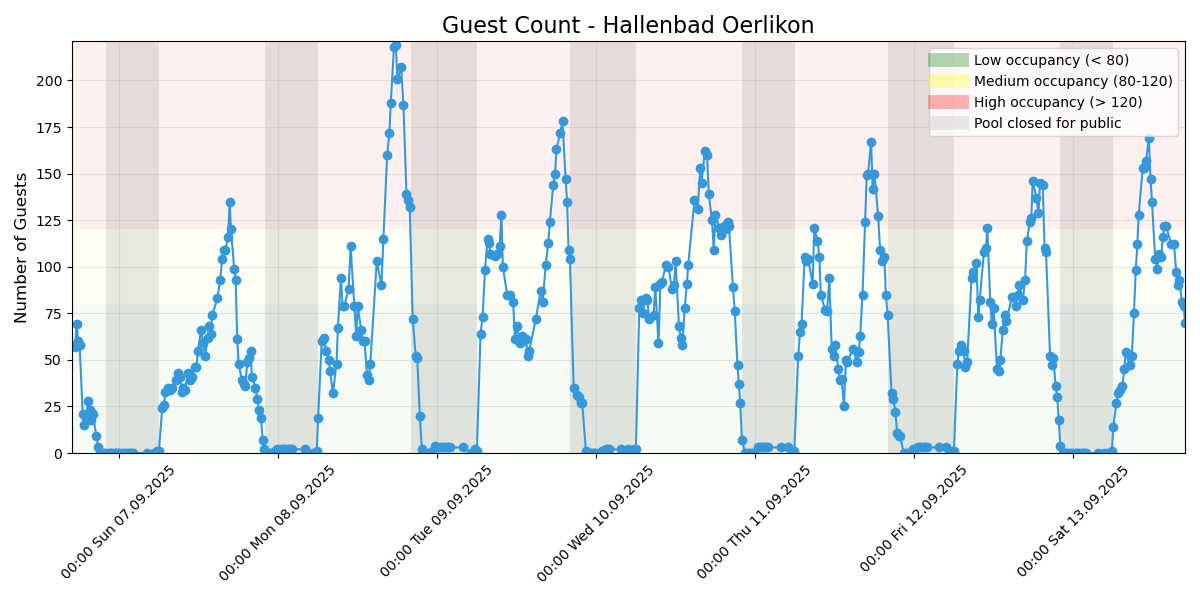 Guest Count - Hallenbad Oerlikon
Number of Guests
200
175
150
125
100
75
50
25
0
Low occupancy (< 80)
Medium occupancy (80-120)
High occupancy (> 120)
Pool closed for public
00:00 Sun 07.09.2025
00:00 Mon 08.09.2025
00:00 Tue 09.09.2025
00:00 Wed 10.09.2025
00:00 Thu 11.09.2025
00:00 Fri 12.09.2025
00:00 Sat 13.09.2025